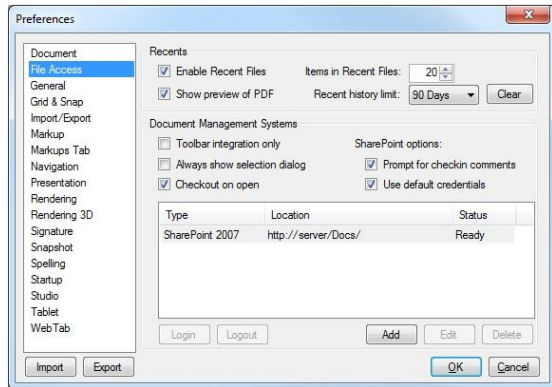 Preferences
Document
File Access
General
Grid & Snap
Import/Export
Markup
Markups Tab
Navigation
Presentation
Rendering
Rendering 3D
Signature
Snapshot
Spelling
Startup
Studio
Tablet
WebTab
Import Export
Recents
Enable Recent Files Items in Recent Files: 20
Show preview of PDF Recent history limit: 90 Days Clear
Document Management Systems
Toolbar integration only SharePoint options:
Always show selection dialog Prompt for checkin comments
Checkout on open Use default credentials
Type Location Status
SharePoint 2007 http://server/Docs/ Ready
Login Logout Add Edit Delete
OK Cancel